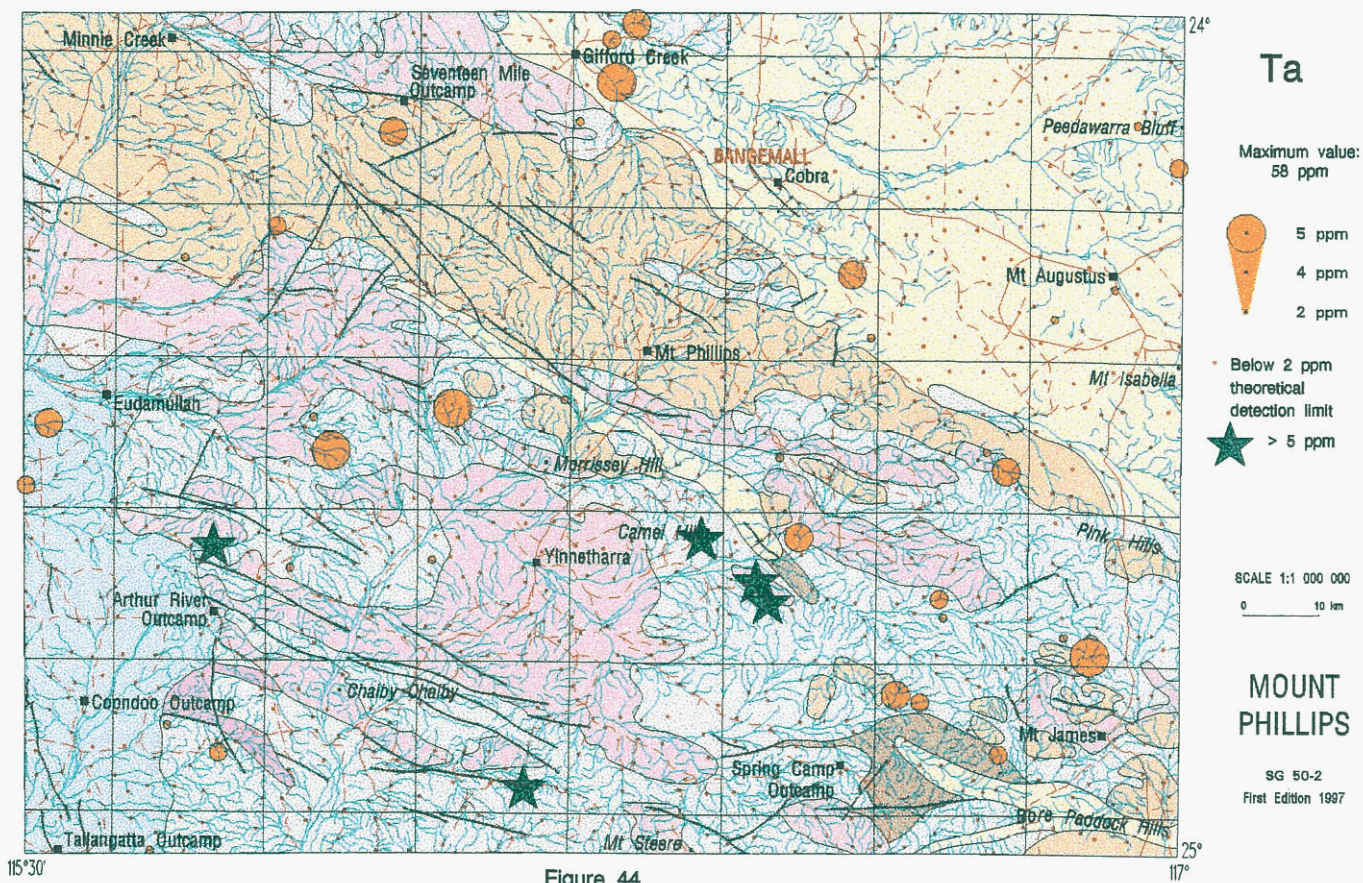 24°
Minnie Creek
Gifford Creek
Ta
Seventeen Mile
Outcamp
Peedawarra Bluff
Maximum value:
58 ppm
BANGEMALL
Cobra
5 ppm
4 ppm
2 ppm
Mt Augustus
Mt Phillips
Mt Isabella
Below 2 ppm
theoretical
detection limit
> 5 ppm
Eudamullah
Morrissey Hill
Camel Hill
Pink Hills
Yinnetharra
SCALE 1:1 000 000
0 10 km
Arthur River
Outcamp
Chalby Chalby
Coondoo Outcamp
MOUNT
PHILLIPS
Mt James
Spring Camp
Outcamp
SG 50-2
First Edition 1997
Bore Paddock Hills
Tallangatta Outcamp
Mt Steere
115°30'
117°
25°
Figure 44